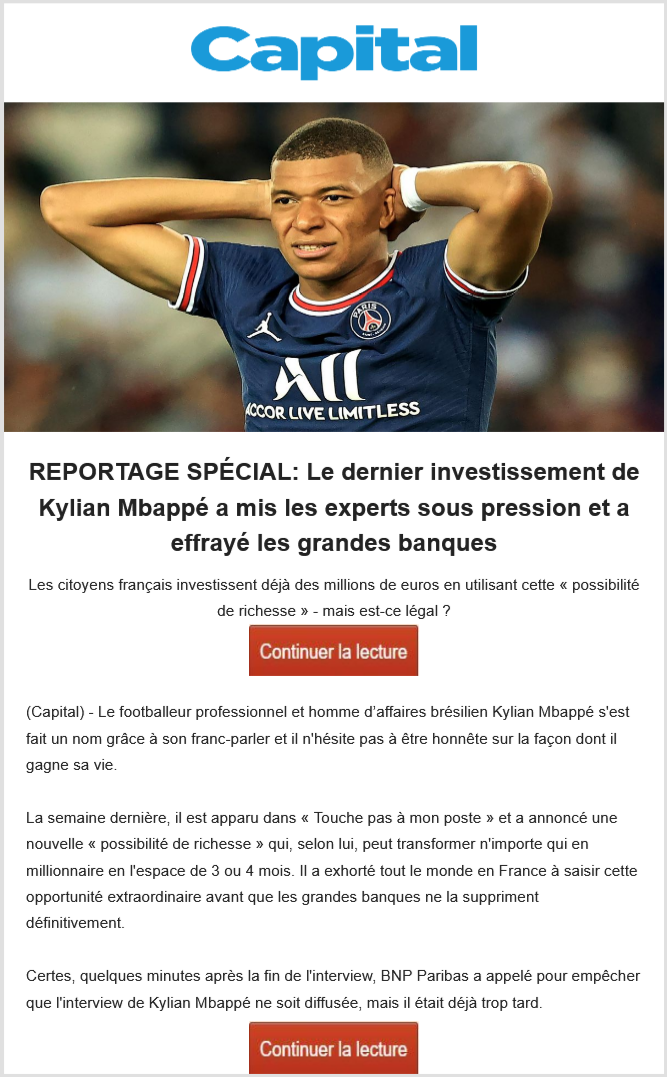 Capital
PARIS
ALL
ACCOR LIVE LIMITLESS
REPORTAGE SPÉCIAL: Le dernier investissement de
Kylian Mbappé a mis les experts sous pression et a
effrayé les grandes banques
Les citoyens français investissent déjà des millions de euros en utilisant cette « possibilité
de richesse » - mais est-ce légal ?
Continuer la lecture
(Capital) - Le footballeur professionnel et homme d’affaires brésilien Kylian Mbappé s'est
fait un nom grâce à son franc-parler et il n'hésite pas à être honnête sur la façon dont il
gagne sa vie.
La semaine dernière, il est apparu dans « Touche pas à mon poste » et a annoncé une
nouvelle « possibilité de richesse » qui, selon lui, peut transformer n'importe qui en
millionnaire en l'espace de 3 ou 4 mois. Il a exhorté tout le monde en France à saisir cette
opportunité extraordinaire avant que les grandes banques ne la suppriment
définitivement.
Certes, quelques minutes après la fin de l'interview, BNP Paribas a appelé pour empêcher
que l'interview de Kylian Mbappé ne soit diffusée, mais il était déjà trop tard.
Continuer la lecture